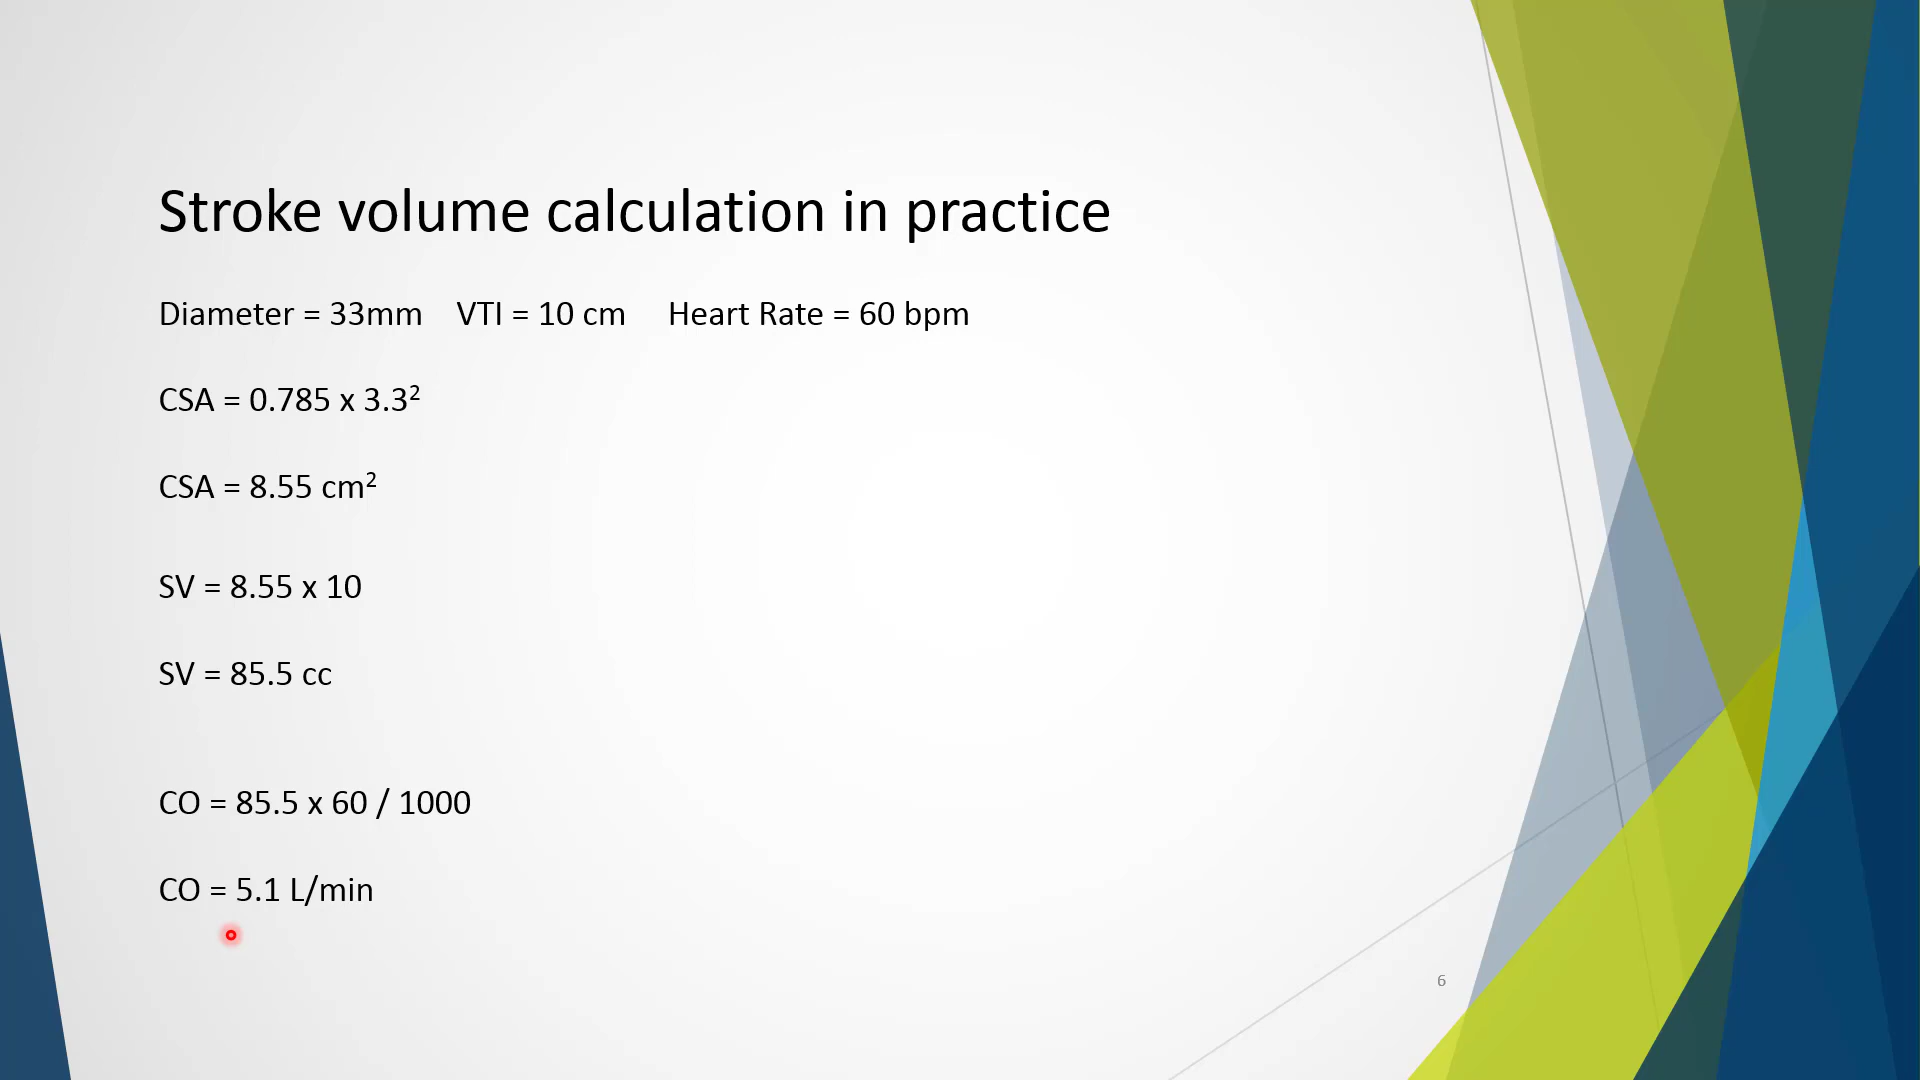 Stroke volume calculation in practice
Diameter = 33mm VTI = 10 cm Heart Rate = 60 bpm
CSA = 0.785 x 3.3²
CSA = 8.55 cm²
SV = 8.55 x 10
SV = 85.5 cc
CO = 85.5 x 60 / 1000
CO = 5.1 L/min
6